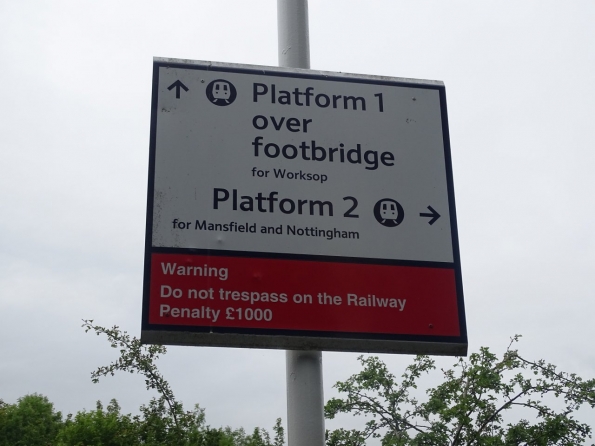 Platform 1
over
footbridge
for Worksop
Platform 2
for Mansfield and Nottingham
Warning
Do not trespass on the Railway
Penalty £1000